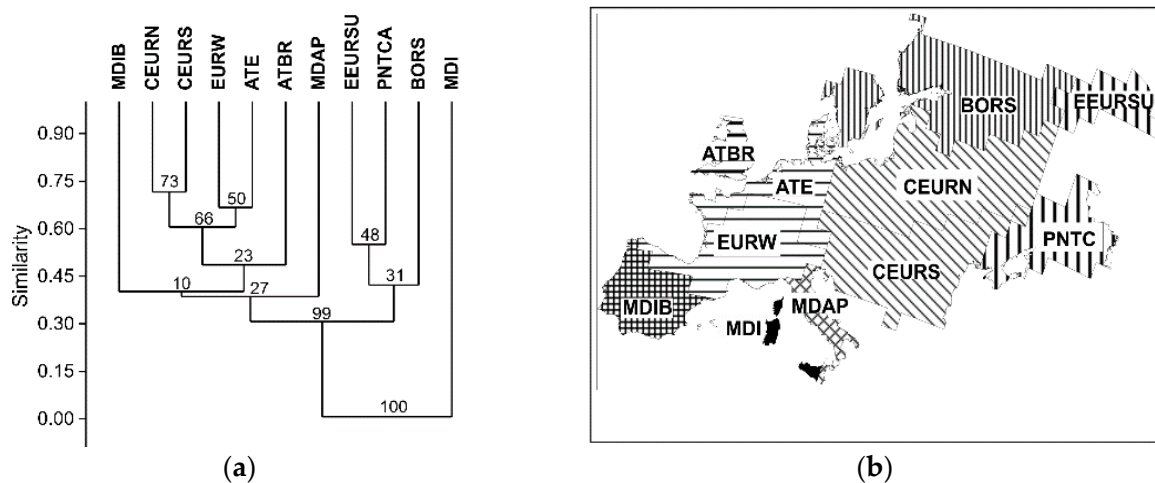 MDIB CEURN CEURS EURW ATE ATBR MDAP EEURSU PNTCA BORS MDI
Similarity
0.90
0.75
0.60
0.45
0.30
0.15
0.00
73
50
66
48
23
31
10
27
99
100
(a)
BORS
EEURSU
ATBR
ATE
CEURN
EURW
PNTC
CEURS
MDIB
MDI
MDAP
(b)